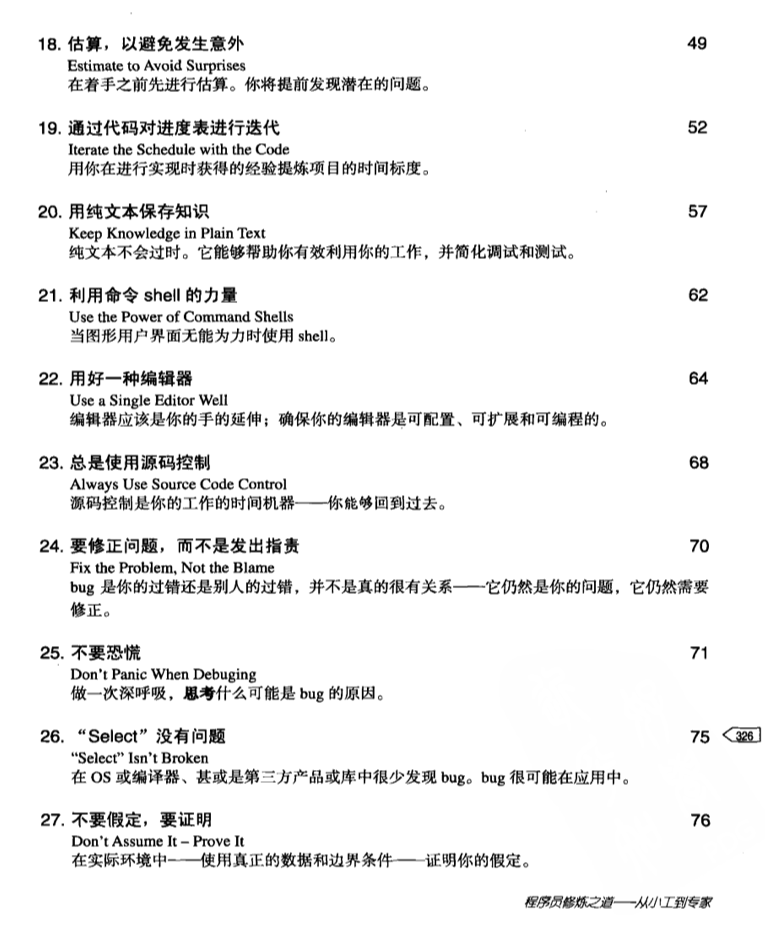 18. 估算，以避免发生意外 49
Estimate to Avoid Surprises
在着手之前先进行估算。你将提前发现潜在的问题。
19. 通过代码对进度表进行迭代 52
Iterate the Schedule with the Code
用你在进行实现时获得的经验提炼项目的时间标度。
20. 用纯文本保存知识 57
Keep Knowledge in Plain Text
纯文本不会过时。它能够帮助你有效利用你的工作，并简化调试和测试。
21. 利用命令 shell 的力量 62
Use the Power of Command Shells
当图形用户界面无能为力时使用 shell。
22. 用好一种编辑器 64
Use a Single Editor Well
编辑器应该是你的手的延伸；确保你的编辑器是可配置、可扩展和可编程的。
23. 总是使用源码控制 68
Always Use Source Code Control
源码控制是你的工作的时间机器——你能够回到过去。
24. 要修正问题，而不是发出指责 70
Fix the Problem, Not the Blame
bug 是你的过错还是别人的过错，并不是真的很有关系——它仍然是你的问题，它仍然需要
修正。
25. 不要恐慌 71
Don't Panic When Debuging
做一次深呼吸，思考什么可能是 bug 的原因。
26. “Select”没有问题 75 326
“Select” Isn't Broken
在 OS 或编译器、甚或是第三方产品或库中很少发现 bug。bug 很可能在应用中。
27. 不要假定，要证明 76
Don't Assume It – Prove It
在实际环境中——使用真正的数据和边界条件——证明你的假定。
程序员修炼之道——从小工到专家